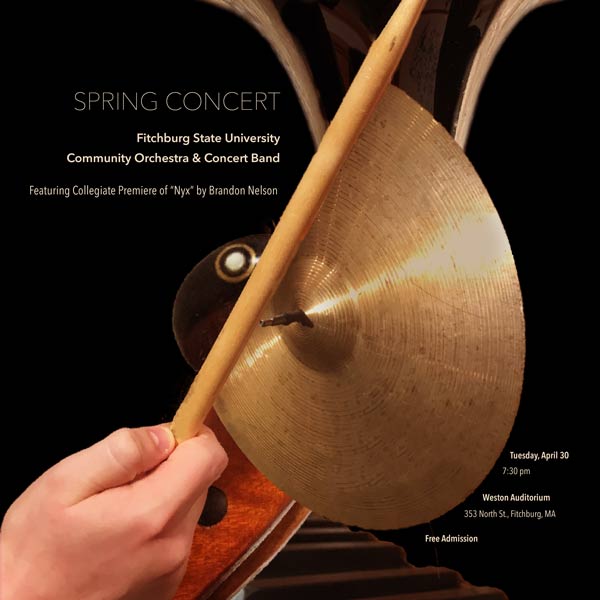 SPRING CONCERT
Fitchburg State University
Community Orchestra & Concert Band
Featuring Collegiate Premiere of "Nyx" by Brandon Nelson
Tuesday, April 30
7:30 pm
Weston Auditorium
353 North St., Fitchburg, MA
Free Admission